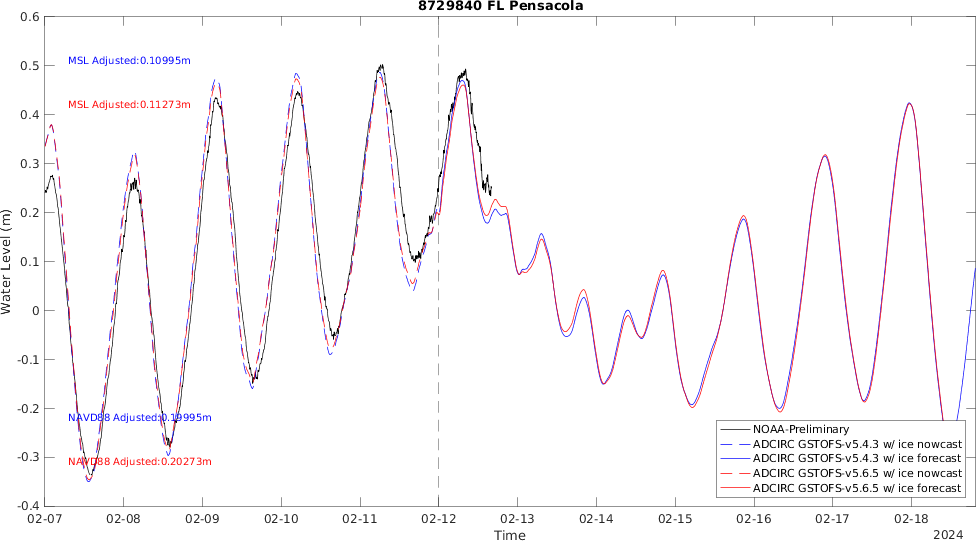 8729840 FL Pensacola
0.6
0.5
0.4
0.3
0.2
0.1
0
-0.1
-0.2
-0.3
-0.4
Water Level (m)
MSL Adjusted:0.10995m
MSL Adjusted:0.11273m
NAVD88 Adjusted:0.19995m
NAVD88 Adjusted:0.20273m
NOAA-Preliminary
ADCIRC GSTOFS-v5.4.3 w/ ice nowcast
ADCIRC GSTOFS-v5.4.3 w/ ice forecast
ADCIRC GSTOFS-v5.6.5 w/ ice nowcast
ADCIRC GSTOFS-v5.6.5 w/ ice forecast
02-07 02-08 02-09 02-10 02-11 02-12 02-13 02-14 02-15 02-16 02-17 02-18
Time
2024